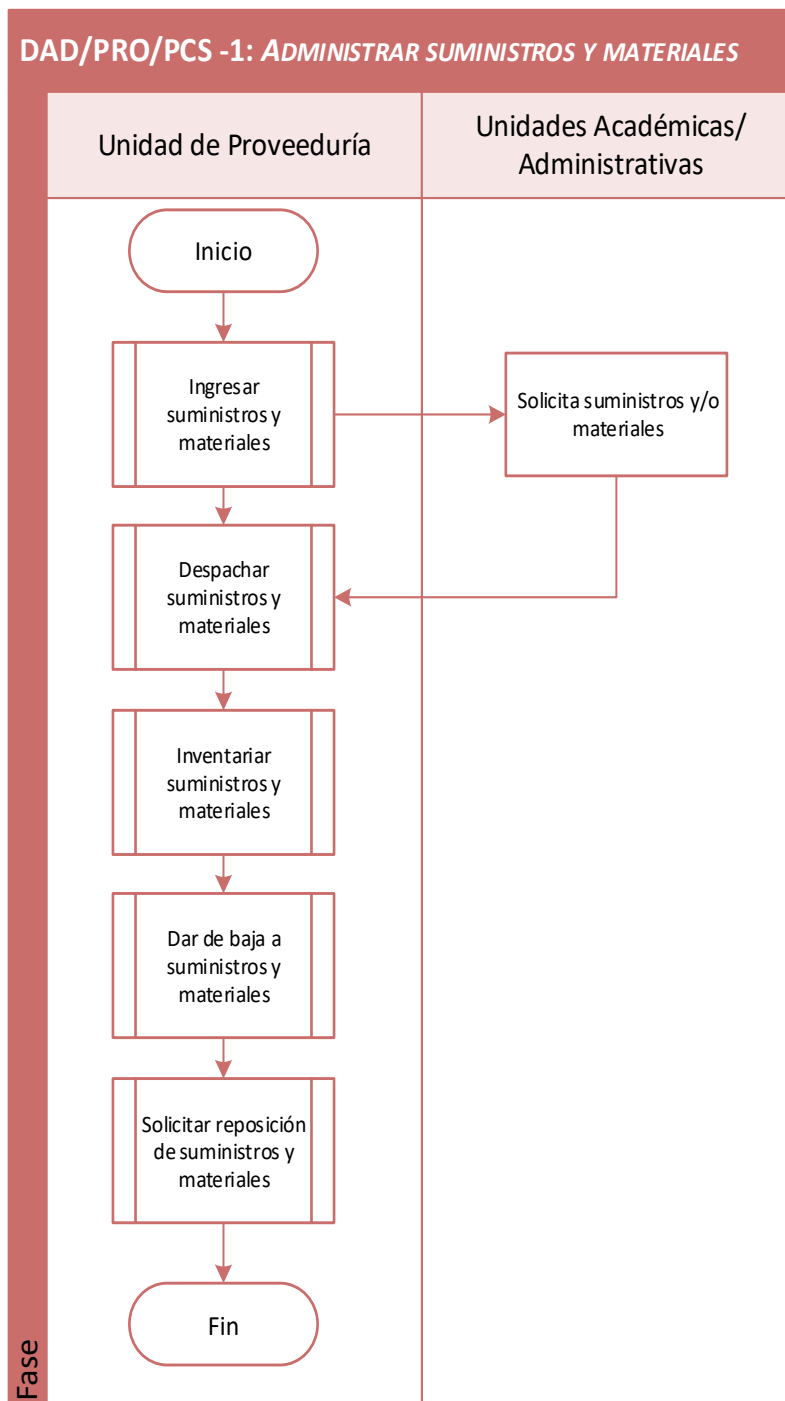 DAD/PRO/PCS -1: ADMINISTRAR SUMINISTROS Y MATERIALES
Unidad de Proveeduría
Unidades Académicas/
Administrativas
Inicio
Ingresar
suministros y
materiales
Solicita suministros y/o
materiales
Despachar
suministros y
materiales
Inventariar
suministros y
materiales
Dar de baja a
suministros y
materiales
Solicitar reposición
de suministros y
materiales
Fin
Fase